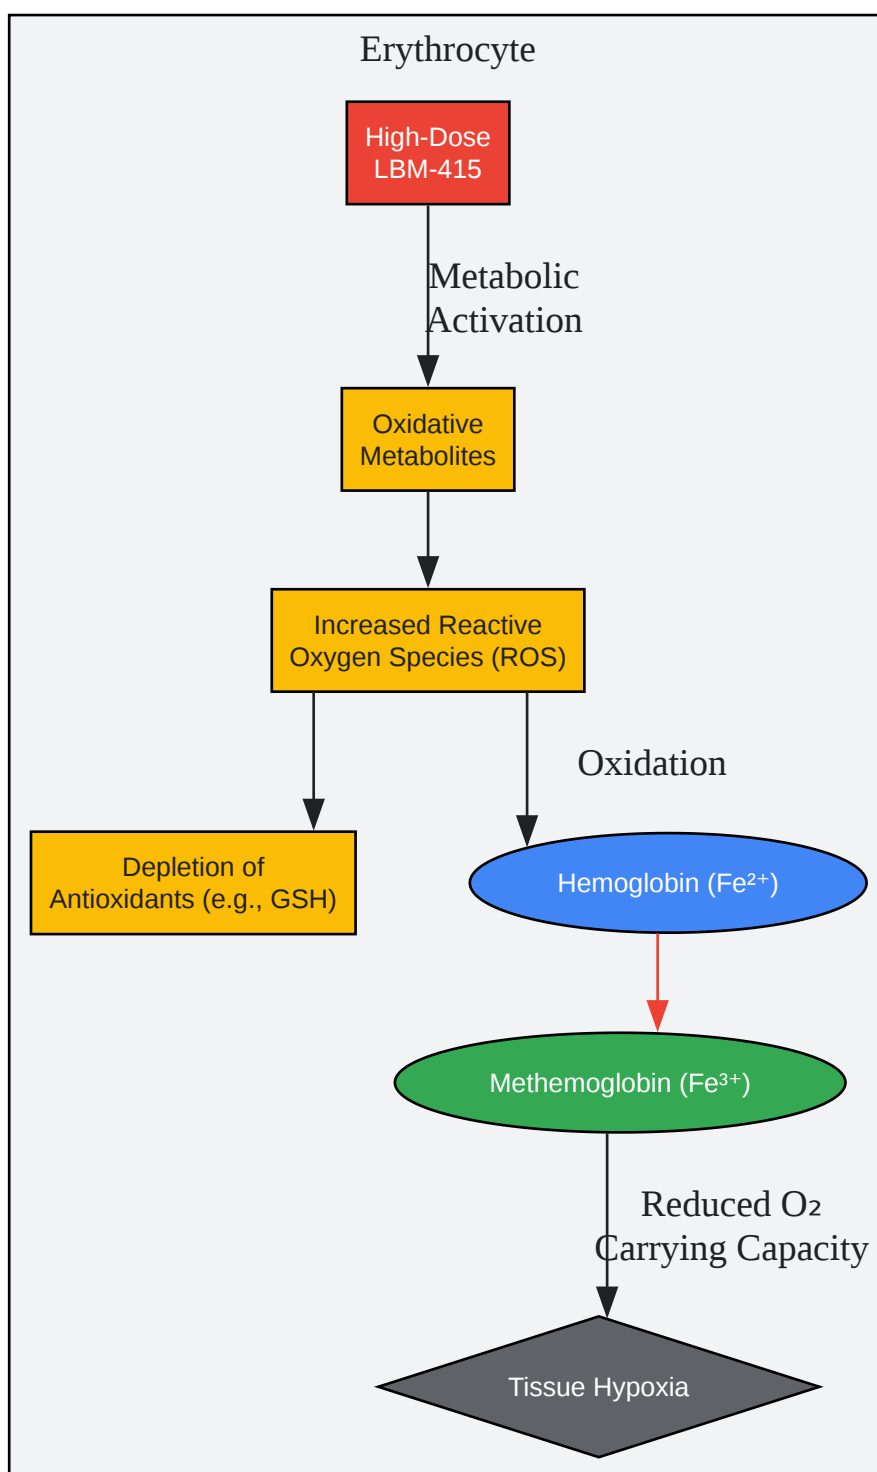 Erythrocyte
High-Dose
LBM-415
Metabolic
Activation
Oxidative
Metabolites
Increased Reactive
Oxygen Species (ROS)
Oxidation
Depletion of
Antioxidants (e.g., GSH)
Hemoglobin (Fe²⁺)
Methemoglobin (Fe³⁺)
Reduced O₂
Carrying Capacity
Tissue Hypoxia